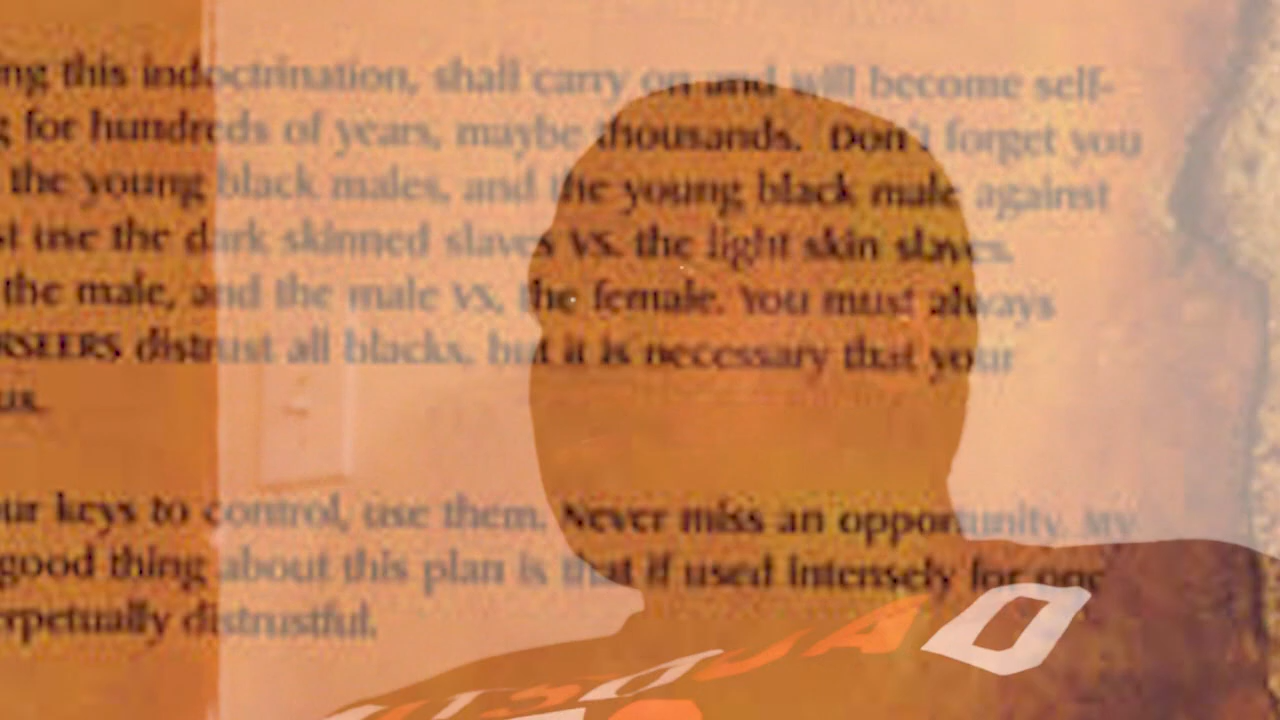 ng this indoctrination, shall carry on and will become self-
g for hundreds of years, maybe thousands. Don't forget you
the young black males, and the young black male against
st use the dark skinned slaves VS. the light skin slaves.
the male, and the male VS. the female. You must always
RSEERS distrust all blacks, but it is necessary that your
us.
our keys to control, use them. Never miss an opportunity. My
good thing about this plan is that if used intensely for one
rpetually distrustful.